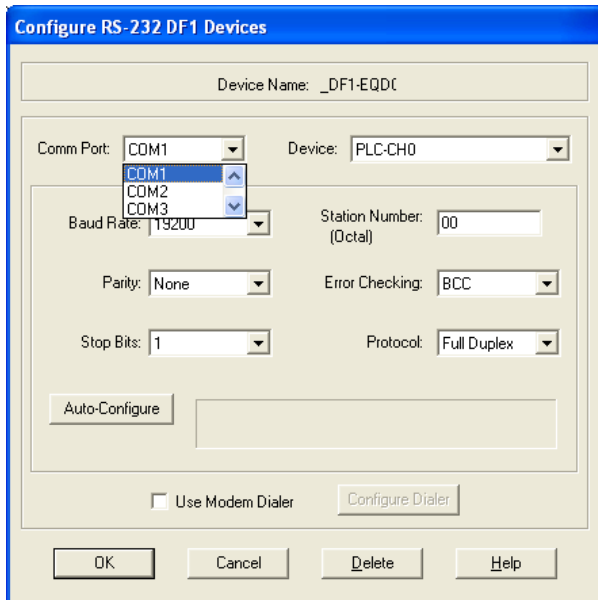 Configure RS-232 DF1 Devices
Device Name: _DF1-EQD(
Comm Port: COM1 Device: PLC-CH0
COM1
COM2
COM3
Baud Rate: 19200 Station Number: 00
(Octal)
Parity: None Error Checking: BCC
Stop Bits: 1 Protocol: Full Duplex
Auto-Configure
Use Modem Dialer Configure Dialer
OK Cancel Delete Help